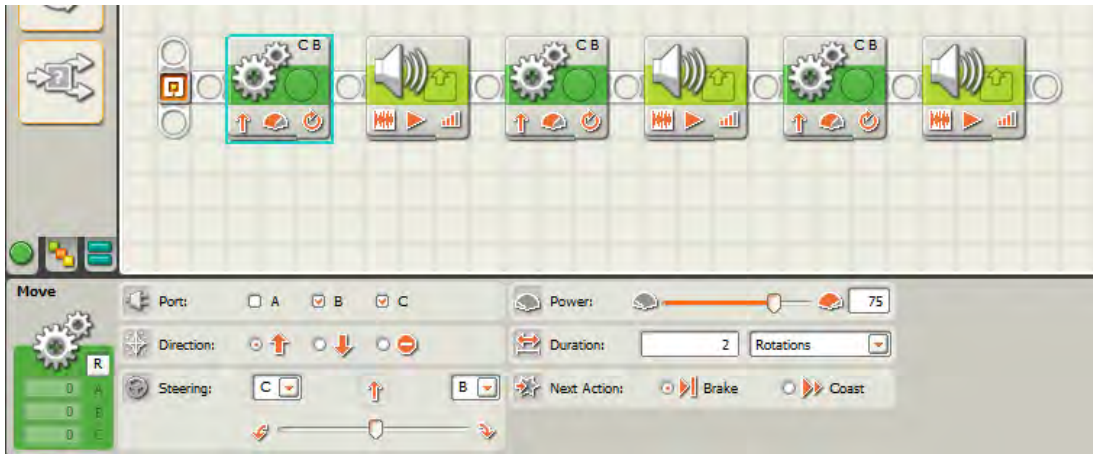 C B
C B
C B
Move
Port: A B C
Power: 75
R
Direction:
Duration: 2 Rotations
0 A
Steering: C B
Next Action: Brake Coast
0 B
0 C